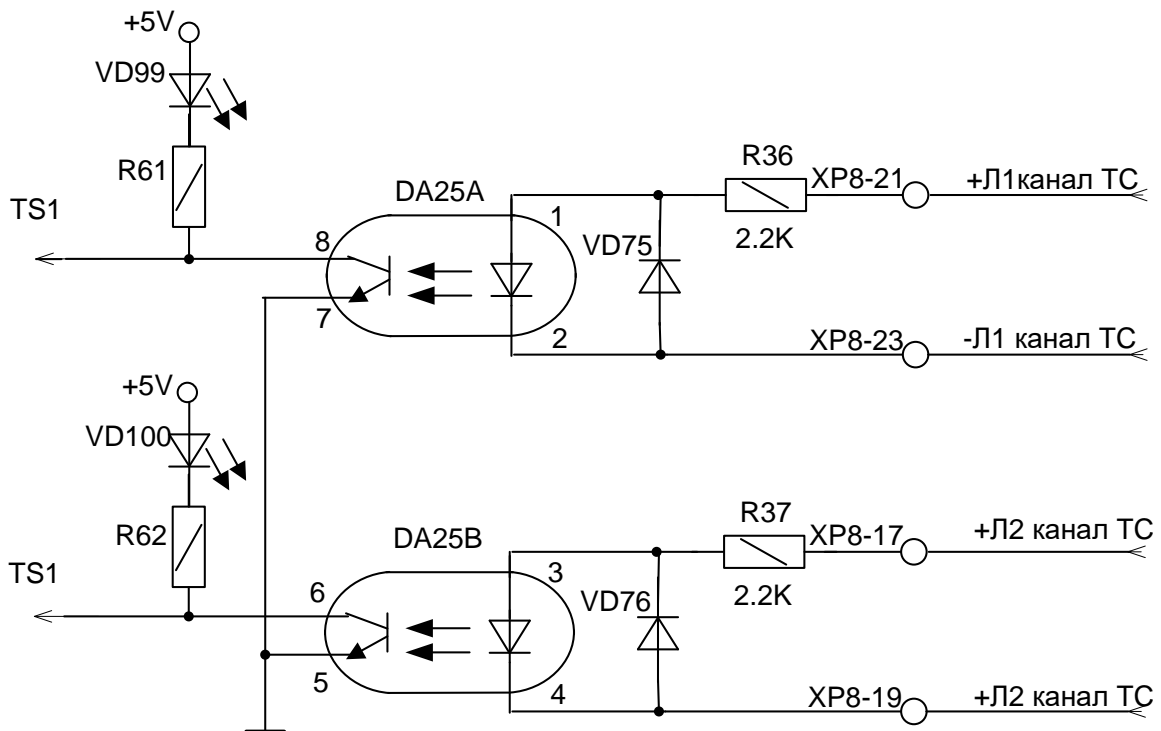 +5V
VD99
R61
TS1
DA25A
8
7
1
2
R36
2.2K
VD75
XP8-21
+Л1канал ТС
XP8-23
-Л1 канал ТС
+5V
VD100
R62
TS1
DA25B
6
5
3
4
R37
2.2K
VD76
XP8-17
+Л2 канал ТС
XP8-19
+Л2 канал ТС